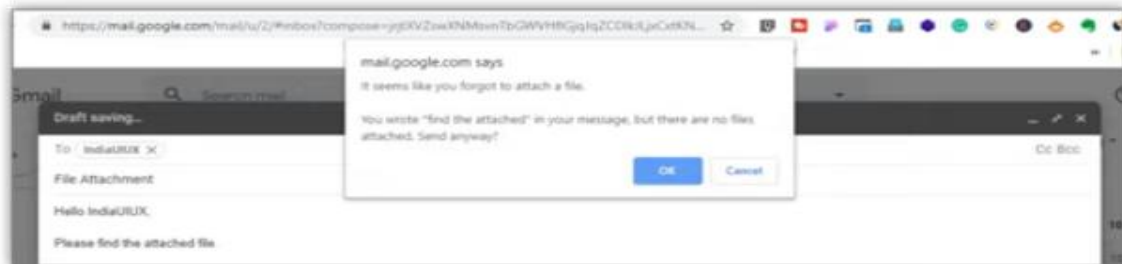 https://mail.google.com/mail/u/2/#inbox?compose=
mail.google.com says
It seems like you forgot to attach a file.
You wrote "find the attached" in your message, but there are no files
attached. Send anyway?
OK Cancel
Gmail
Search mail
Draft saving...
To IndiaUIUX Cc Bcc
File Attachment
Hello IndiaUIUX,
Please find the attached file.